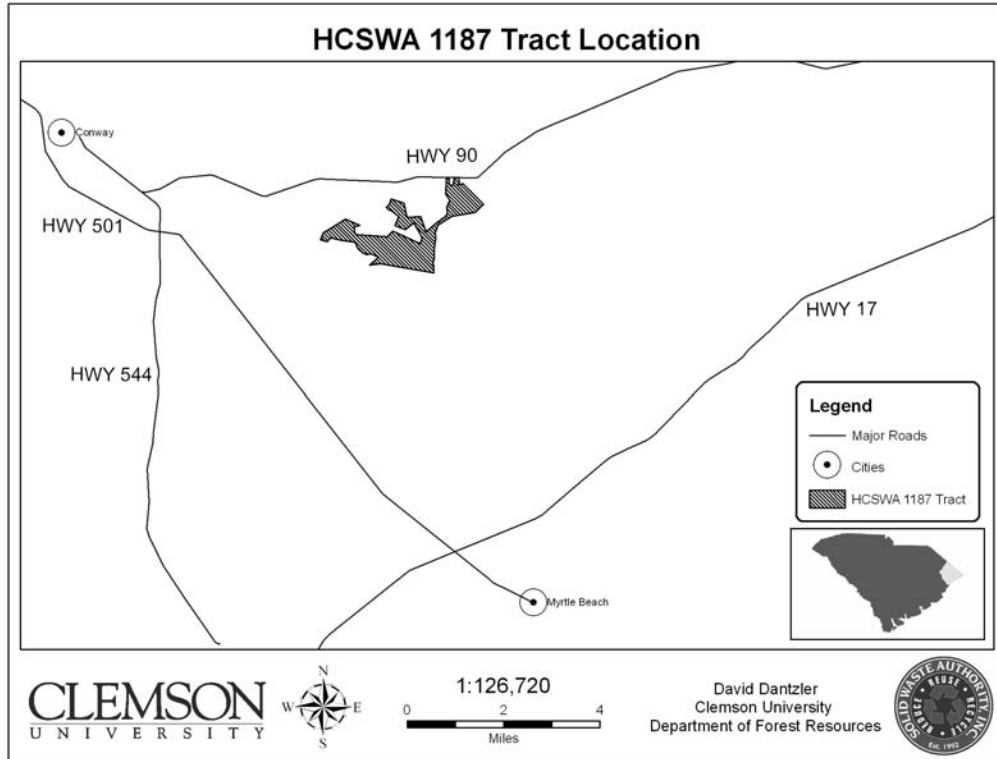 HCSWA 1187 Tract Location
Conway
HWY 90
HWY 501
HWY 17
HWY 544
Legend
Major Roads
Cities
HCSWA 1187 Tract
Myrtle Beach
CLEMSON
UNIVERSITY
N
W E
S
1:126,720
0 2 4
Miles
David Dantzler
Clemson University
Department of Forest Resources
SOLID WASTE AUTHORITY, INC.
REDUCE REUSE RECYCLE
Est. 1992